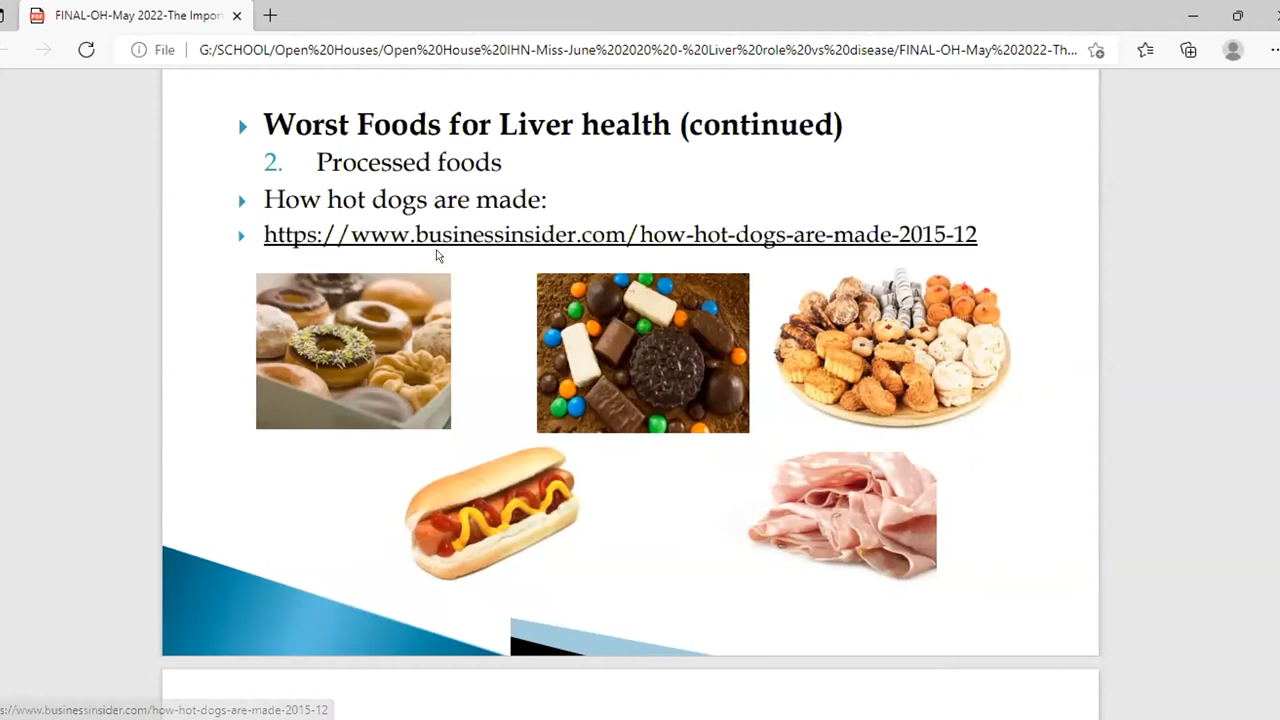 FINAL-OH-May 2022-The Impor
File
G:/SCHOOL/Open%20Houses/Open%20House%20IHN-Miss-June%202020%20-%20Liver%20role%20vs%20disease/FINAL-OH-May%202022-Th...
Worst Foods for Liver health (continued)
2. Processed foods
How hot dogs are made:
https://www.businessinsider.com/how-hot-dogs-are-made-2015-12
s://www.businessinsider.com/how-hot-dogs-are-made-2015-12